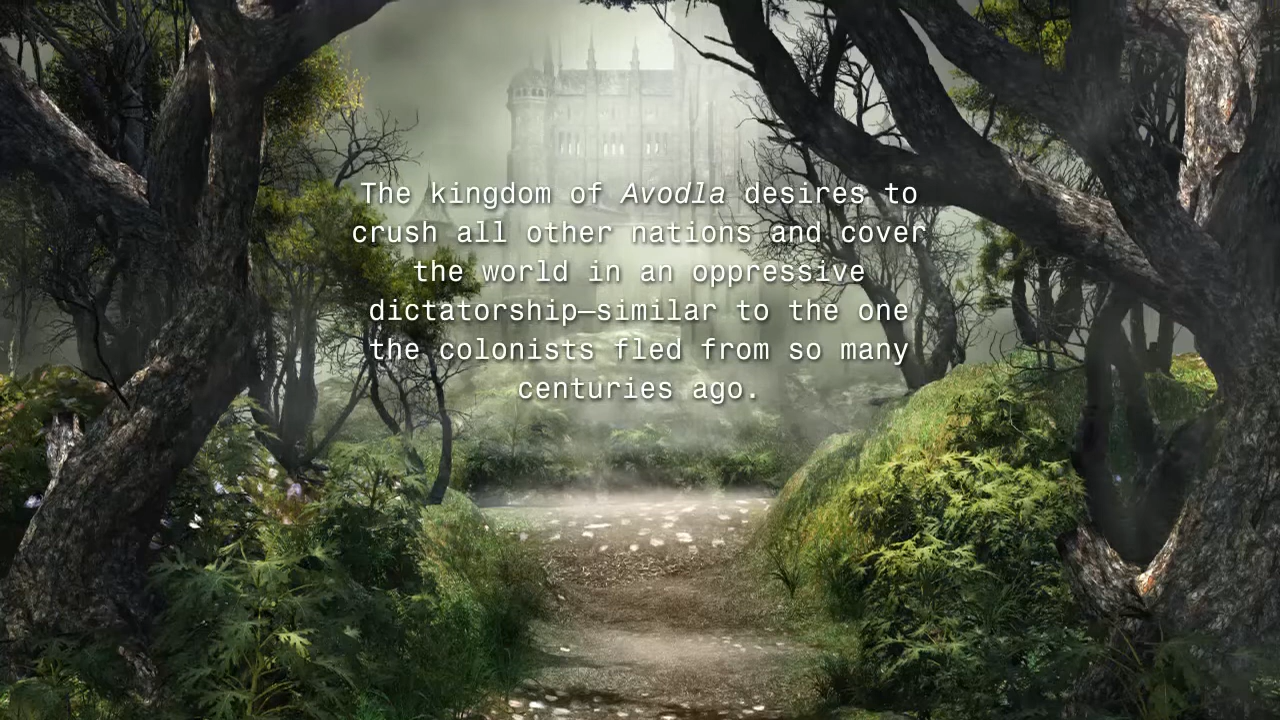 The kingdom of Avodla desires to
crush all other nations and cover
the world in an oppressive
dictatorship—similar to the one
the colonists fled from so many
centuries ago.